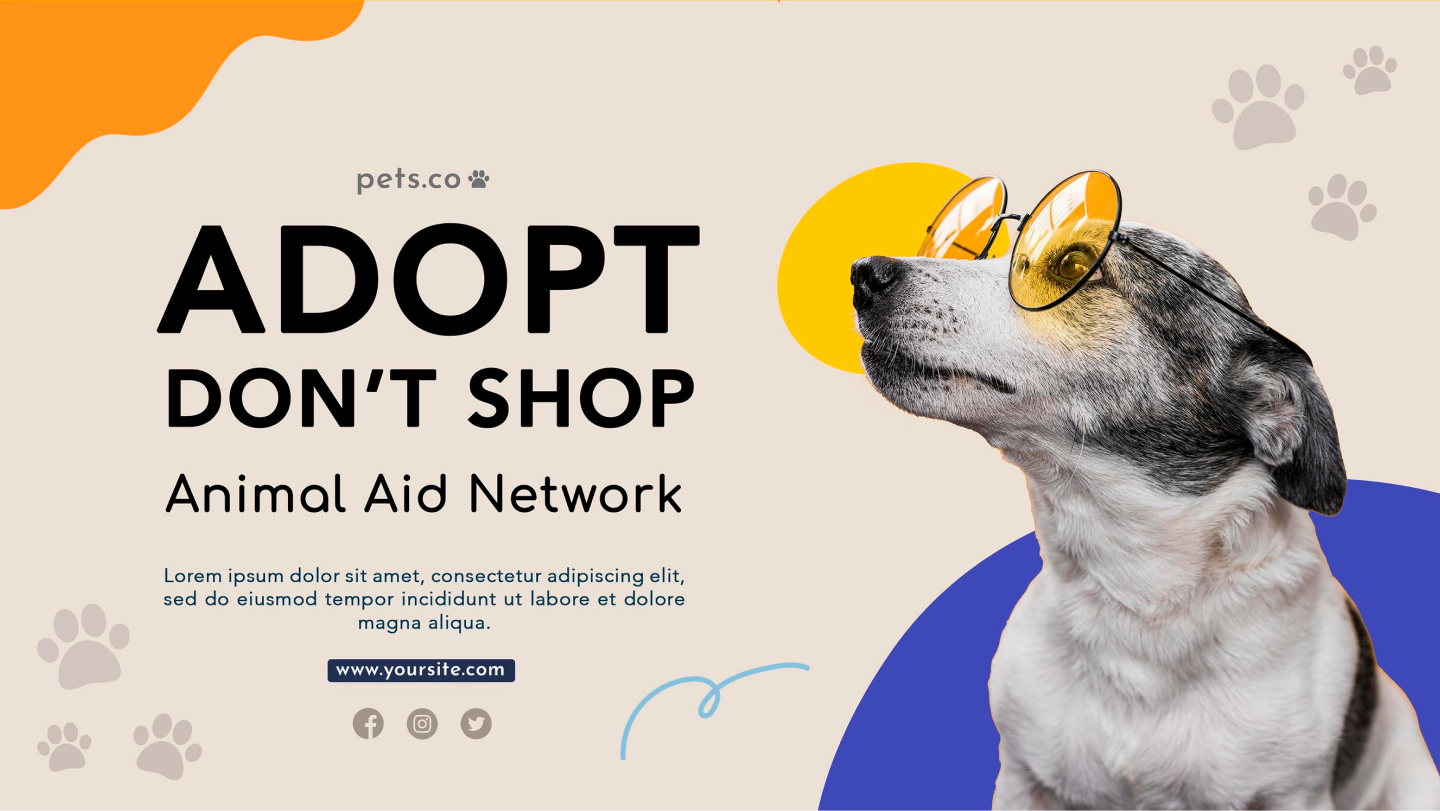 pets.co
ADOPT
DON'T SHOP
Animal Aid Network
Lorem ipsum dolor sit amet, consectetur adipiscing elit,
sed do eiusmod tempor incididunt ut labore et dolore
magna aliqua.
www.yoursite.com